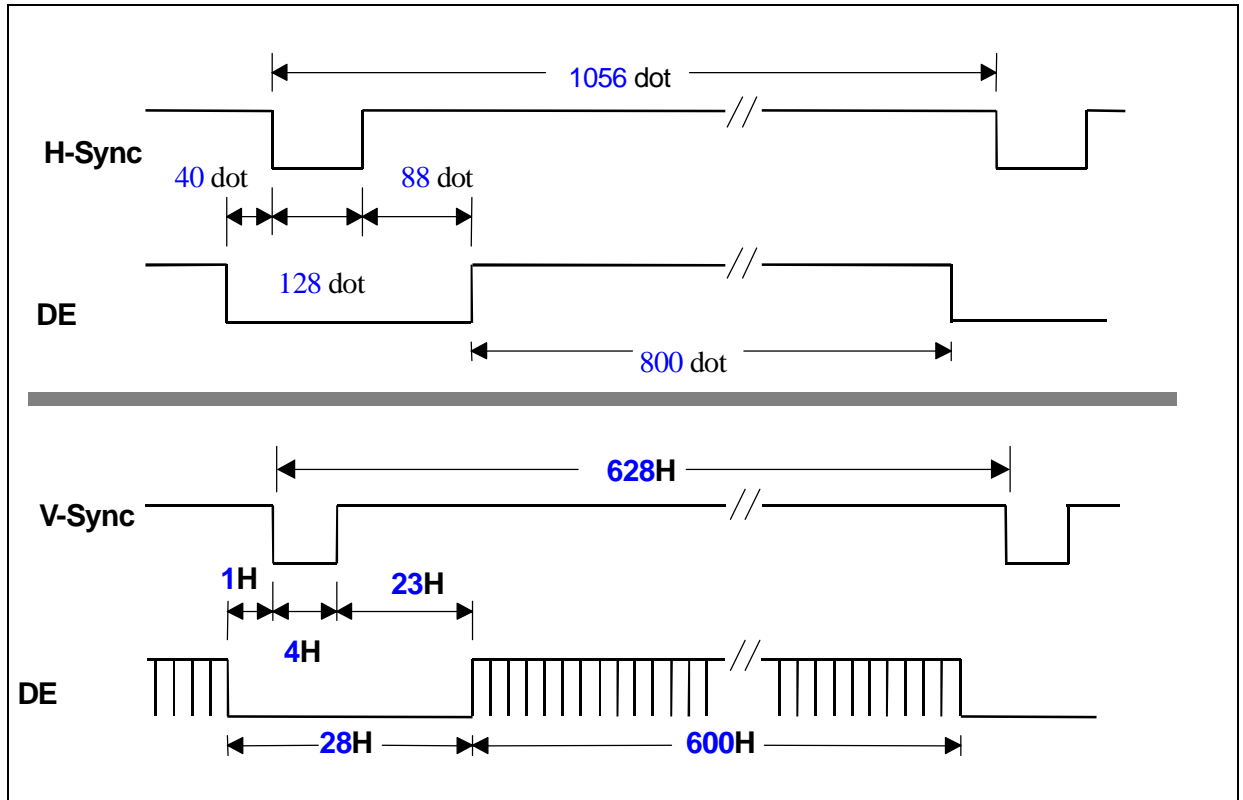 1056 dot
H-Sync
40 dot
88 dot
128 dot
DE
800 dot
628H
V-Sync
1H
23H
4H
DE
28H
600H